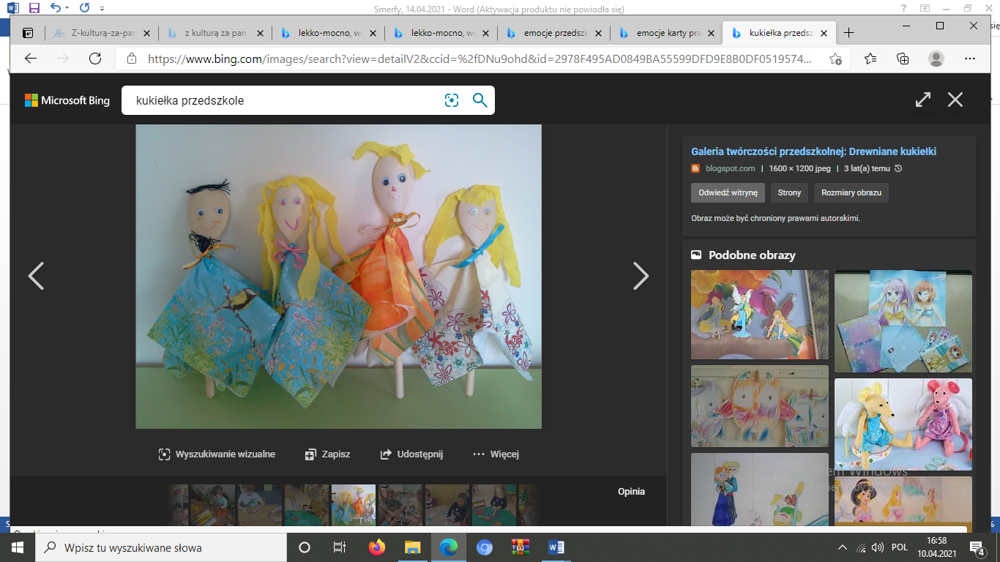 Smerfy, 14.04.2021 - Word (Aktywacja produktu nie powiodła się)
Z-kulturą-za-pan
z kulturą za pan
lekko-mocno, wo
lekko-mocno, wo
emocje przedszk
emocje karty pra
kukiełka przedsz
https://www.bing.com/images/search?view=detailV2&ccid=%2fDNu9ohd&id=2978F495AD0849BA55599DFD9E8B0DF0519574...
Microsoft Bing
kukiełka przedszkole
Galeria twórczości przedszkolnej: Drewniane kukiełki
blogspot.com | 1600 × 1200 jpeg | 3 lat(a) temu
Odwiedź witrynę
Strony
Rozmiary obrazu
Obraz może być chroniony prawami autorskimi.
Podobne obrazy
Wyszukiwanie wizualne
Zapisz
Udostępnij
Więcej
Opinia
Windows
Wpisz tu wyszukiwane słowa
POL
16:58
10.04.2021
4